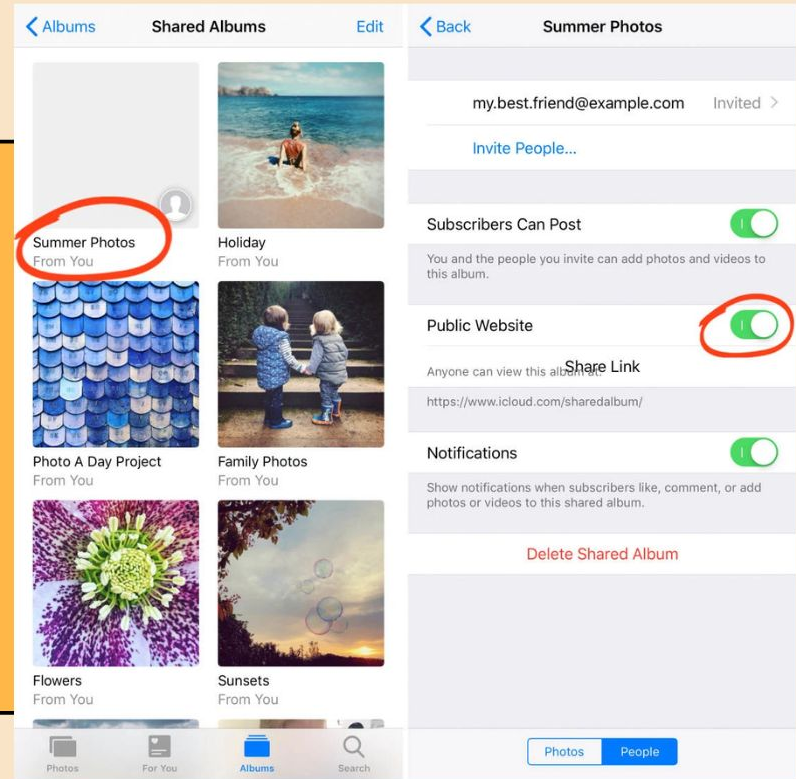 Albums
Shared Albums
Edit
Summer Photos
From You
Holiday
From You
Photo A Day Project
From You
Family Photos
From You
Flowers
From You
Sunsets
From You
Photos
For You
Albums
Search
Back
Summer Photos
my.best.friend@example.com Invited
Invite People...
Subscribers Can Post
You and the people you invite can add photos and videos to
this album.
Public Website
Anyone can view this album at:
Share Link
https://www.icloud.com/sharedalbum/
Notifications
Show notifications when subscribers like, comment, or add
photos or videos to this shared album.
Delete Shared Album
Photos
People